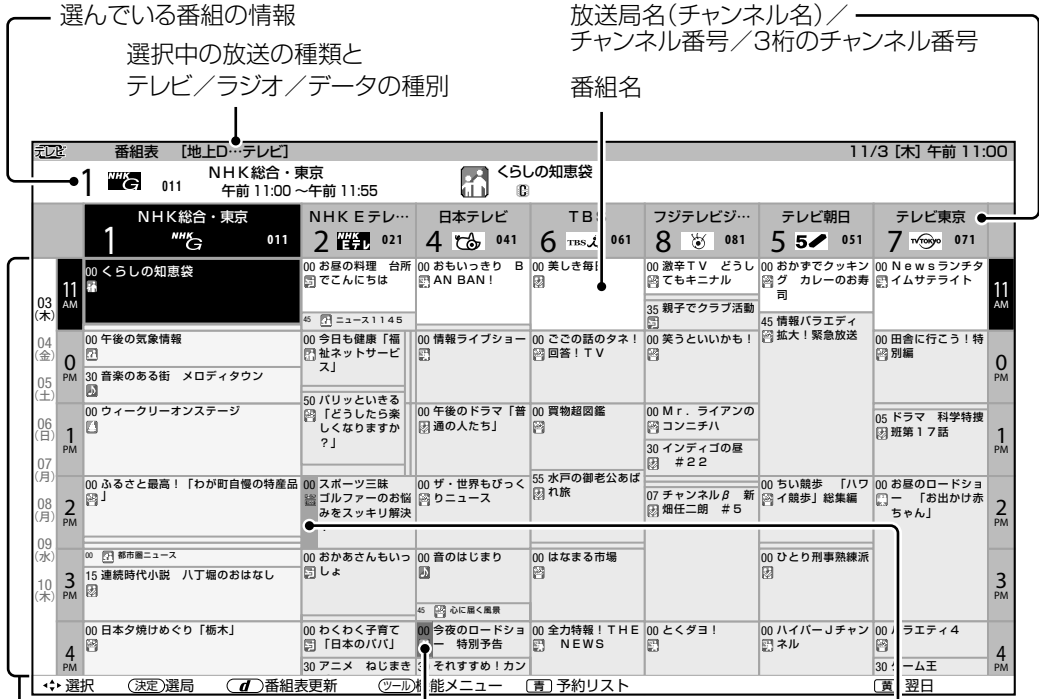 選んでいる番組の情報
放送局名（チャンネル名）／
チャンネル番号／3桁のチャンネル番号
選択中の放送の種類と
テレビ／ラジオ／データの種別
番組名
テレビ 番組表 [地上D…テレビ] 11/3 [木] 午前 11:00
1 NHK G 011 NHK総合・東京 くらしの知恵袋
午前 11:00 ～午前 11:55
NHK総合・東京 NHK Eテレ… 日本テレビ TBS フジテレビジ… テレビ朝日 テレビ東京
1 NHK G 011 2 NHK Eテレ 021 4 041 6 TBS 061 8 081 5 5 051 7 TVTOKYO 071
03
(木)
04
(金)
05
(土)
06
(日)
07
(月)
08
(月)
09
(水)
10
(木)
11
AM
0
PM
1
PM
2
PM
3
PM
4
PM
00 くらしの知恵袋
00 午後の気象情報
30 音楽のある街 メロディタウン
00 ウィークリーオンステージ
00 ふるさと最高！「わが町自慢の特産品
」
00 都市圏ニュース
15 連続時代小説 八丁堀のおはなし
00 日本夕焼けめぐり「栃木」
00 お昼の料理 台所
でこんにちは
45 ニュース１１４５
00 今日も健康「福
祉ネットサービ
ス」
50 バリッといきる
「どうしたら楽
しくなりますか
？」
00 スポーツ三昧
ゴルファーのお悩
みをスッキリ解決
00 おかあさんもいっ
しょ
00 わくわく子育て
「日本のパパ」
30 アニメ ねじまき
00 おもいっきり B
AN BAN！
00 情報ライブショー
00 午後のドラマ「普
通の人たち」
00 ザ・世界もびっく
りニュース
00 音のはじまり
45 心に届く風景
00 今夜のロードショ
ー 特別予告
それすすめ！カン
00 美しき毎
00 ごごの話のタネ！
回答！ＴＶ
00 買物超図鑑
55 水戸の御老公あば
れ旅
00 はなまる市場
00 全力特報！ＴＨＥ
ＮＥＷＳ
00 激辛ＴＶ どうし
てもキニナル
35 親子でクラブ活動
00 笑うといいかも！
00 Ｍｒ．ライアンの
コンニチハ
30 インディゴの昼
＃２２
07 チャンネルβ 新
畑任二朗 ＃５
00 とくダヨ！
00 おかずでクッキン
グ カレーのお寿
司
45 情報バラエティ
拡大！緊急放送
00 ちい競歩 「ハワ
イ競歩」総集編
00 ひとり刑事熟練派
00 ハイパーＪチャン
ネル
00 Ｎｅｗｓランチタ
イムサテライト
00 田舎に行こう！特
別編
05 ドラマ 科学特捜
班第１７話
00 お昼のロードショ
ー 「お出かけ赤
ちゃん」
00 ラエティ４
30 ーム王
11
AM
0
PM
1
PM
2
PM
3
PM
4
PM
選択 決定 選局 d 番組表更新 ツール 機能メニュー 青 予約リスト 黄 翌日